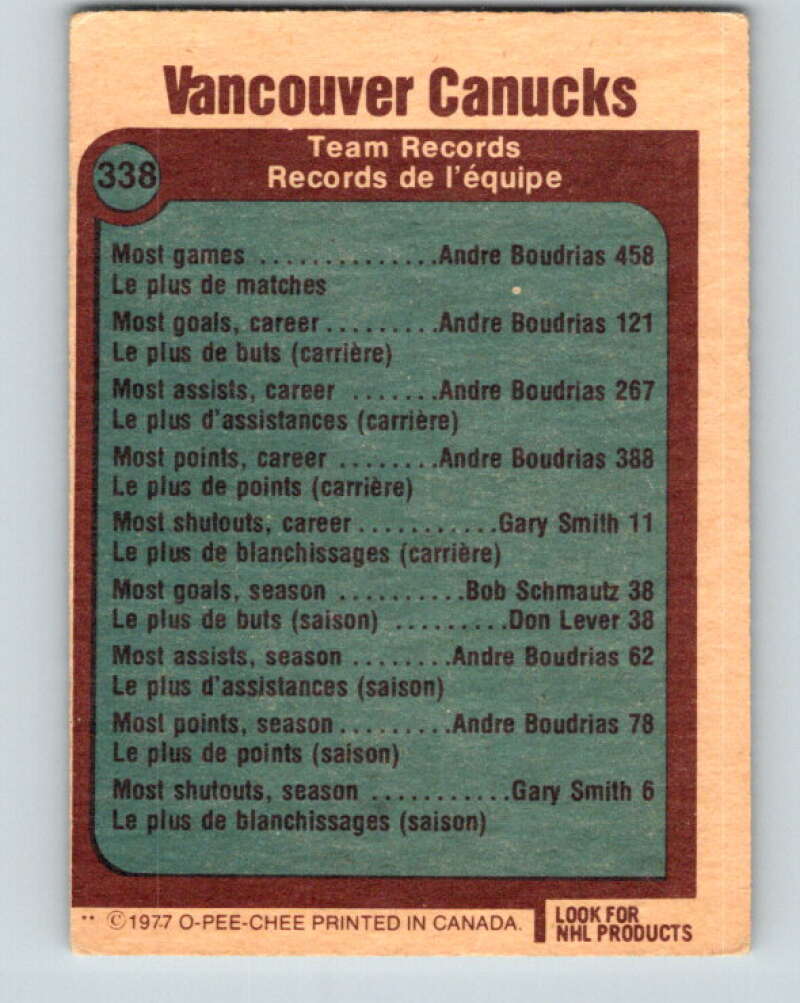 Vancouver Canucks
338
Team Records
Records de l'équipe
Most games ..............Andre Boudrias 458
Le plus de matches
Most goals, career.........Andre Boudrias 121
Le plus de buts (carrière)
Most assists, career .......Andre Boudrias 267
Le plus d'assistances (carrière)
Most points, career ........Andre Boudrias 388
Le plus de points (carrière)
Most shutouts, career...........Gary Smith 11
Le plus de blanchissages (carrière)
Most goals, season ..........Bob Schmautz 38
Le plus de buts (saison) .........Don Lever 38
Most assists, season ........Andre Boudrias 62
Le plus d'assistances (saison)
Most points, season.........Andre Boudrias 78
Le plus de points (saison)
Most shutouts, season ...........Gary Smith 6
Le plus de blanchissages (saison)
** ©1977 O-PEE-CHEE PRINTED IN CANADA.
LOOK FOR
NHL PRODUCTS